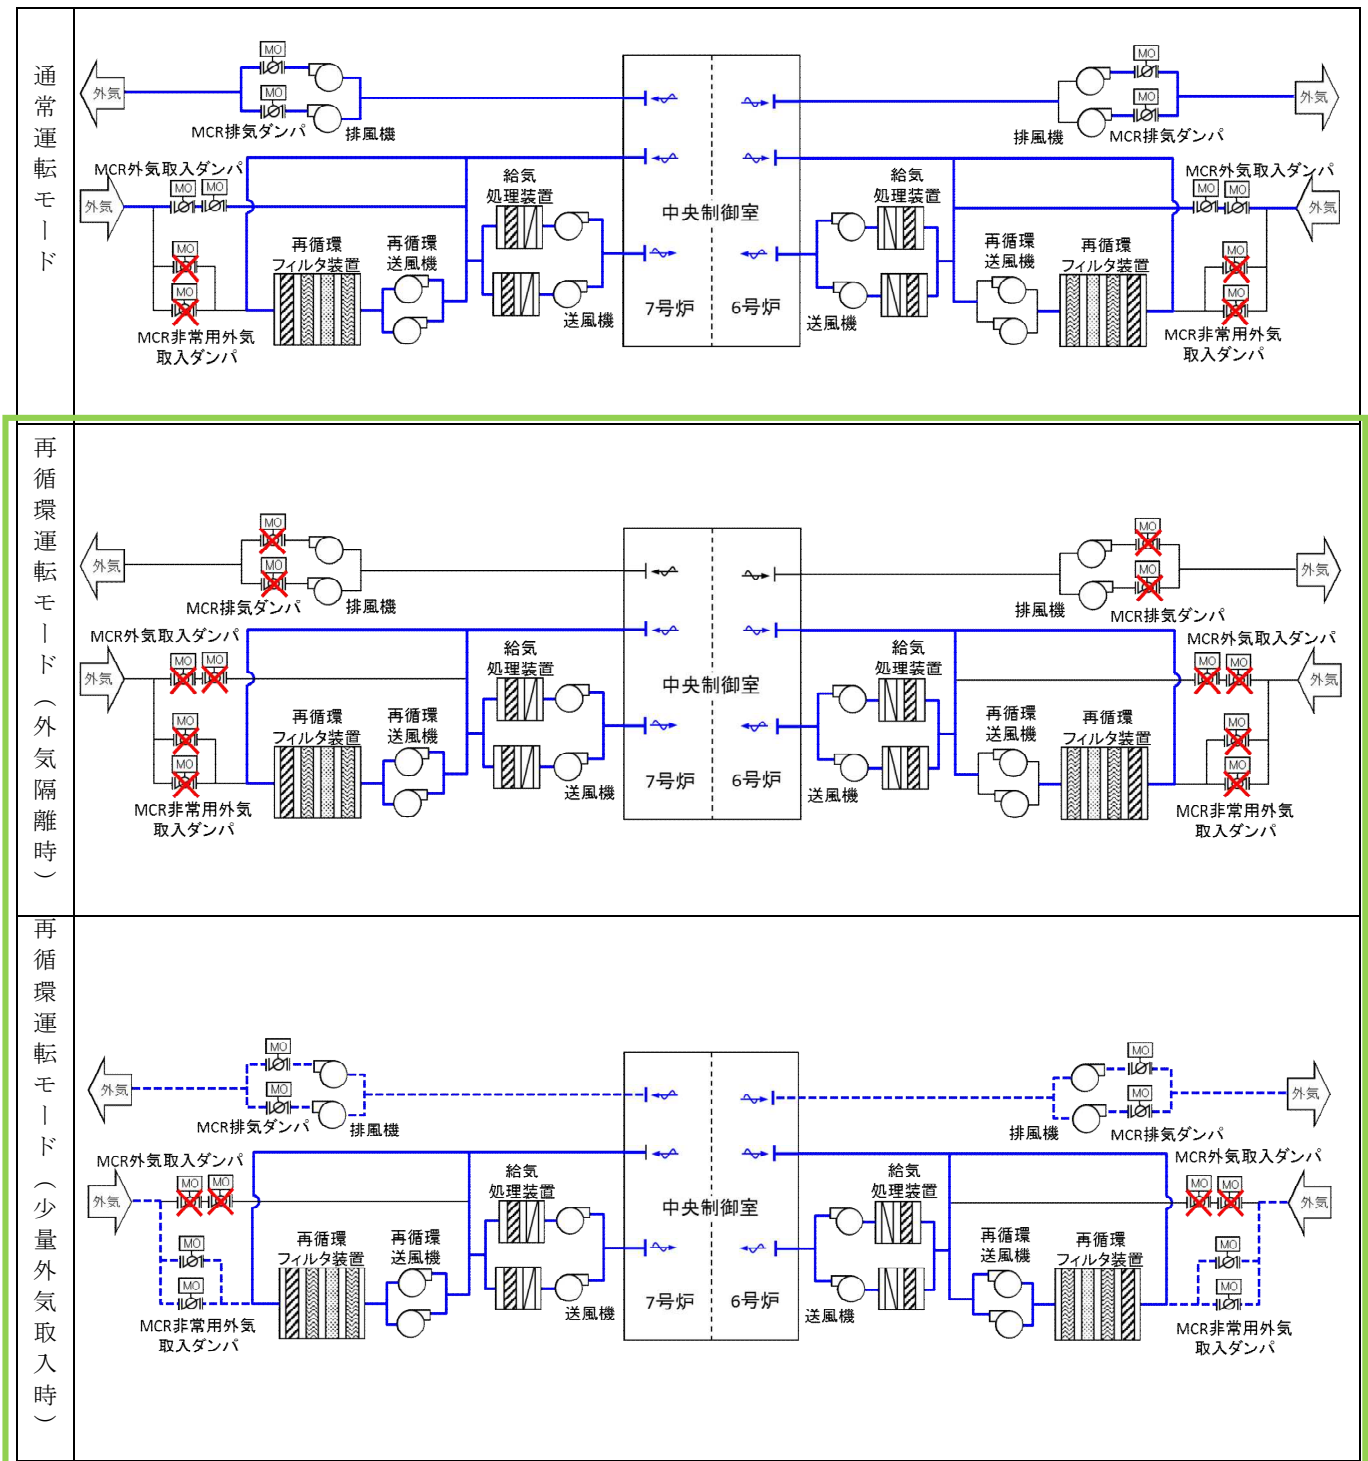 通常運転モード
外気
MO
MO
MCR排気ダンパ
排風機
MCR外気取入ダンパ
外気
MO
MO
MO
MO
MCR非常用外気
取入ダンパ
再循環
フィルタ装置
再循環
送風機
給気
処理装置
送風機
中央制御室
7号炉
6号炉
MO
MO
外気
排風機
MCR排気ダンパ
MCR外気取入ダンパ
MO
MO
外気
給気
処理装置
送風機
再循環
送風機
再循環
フィルタ装置
MO
MO
MCR非常用外気
取入ダンパ
再循環運転モード（外気隔離時）
外気
MO
MO
MCR排気ダンパ
排風機
MCR外気取入ダンパ
外気
MO
MO
MO
MO
MCR非常用外気
取入ダンパ
再循環
フィルタ装置
再循環
送風機
給気
処理装置
送風機
中央制御室
7号炉
6号炉
MO
MO
外気
排風機
MCR排気ダンパ
MCR外気取入ダンパ
MO
MO
外気
給気
処理装置
送風機
再循環
送風機
再循環
フィルタ装置
MO
MO
MCR非常用外気
取入ダンパ
再循環運転モード（少量外気取入時）
外気
MO
MO
MCR排気ダンパ
排風機
MCR外気取入ダンパ
外気
MO
MO
MO
MO
MCR非常用外気
取入ダンパ
再循環
フィルタ装置
再循環
送風機
給気
処理装置
送風機
中央制御室
7号炉
6号炉
MO
MO
外気
排風機
MCR排気ダンパ
MCR外気取入ダンパ
MO
MO
外気
給気
処理装置
送風機
再循環
送風機
再循環
フィルタ装置
MO
MO
MCR非常用外気
取入ダンパ